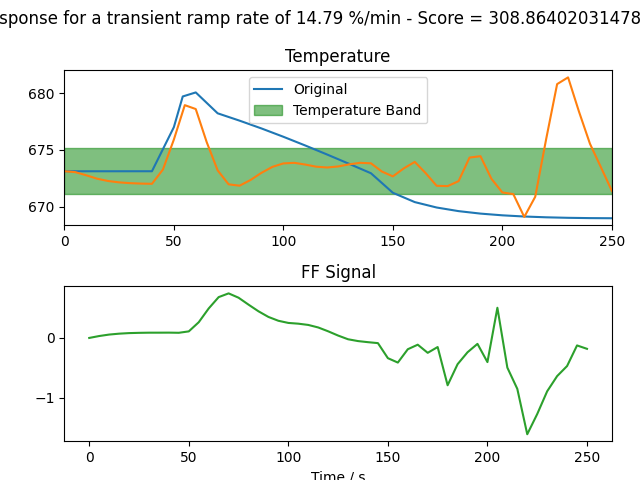 sponse for a transient ramp rate of 14.79 %/min - Score = 308.86402031478
Temperature
Original
Temperature Band
680
675
670
0 50 100 150 200 250
FF Signal
0
−1
0 50 100 150 200 250
Time / s